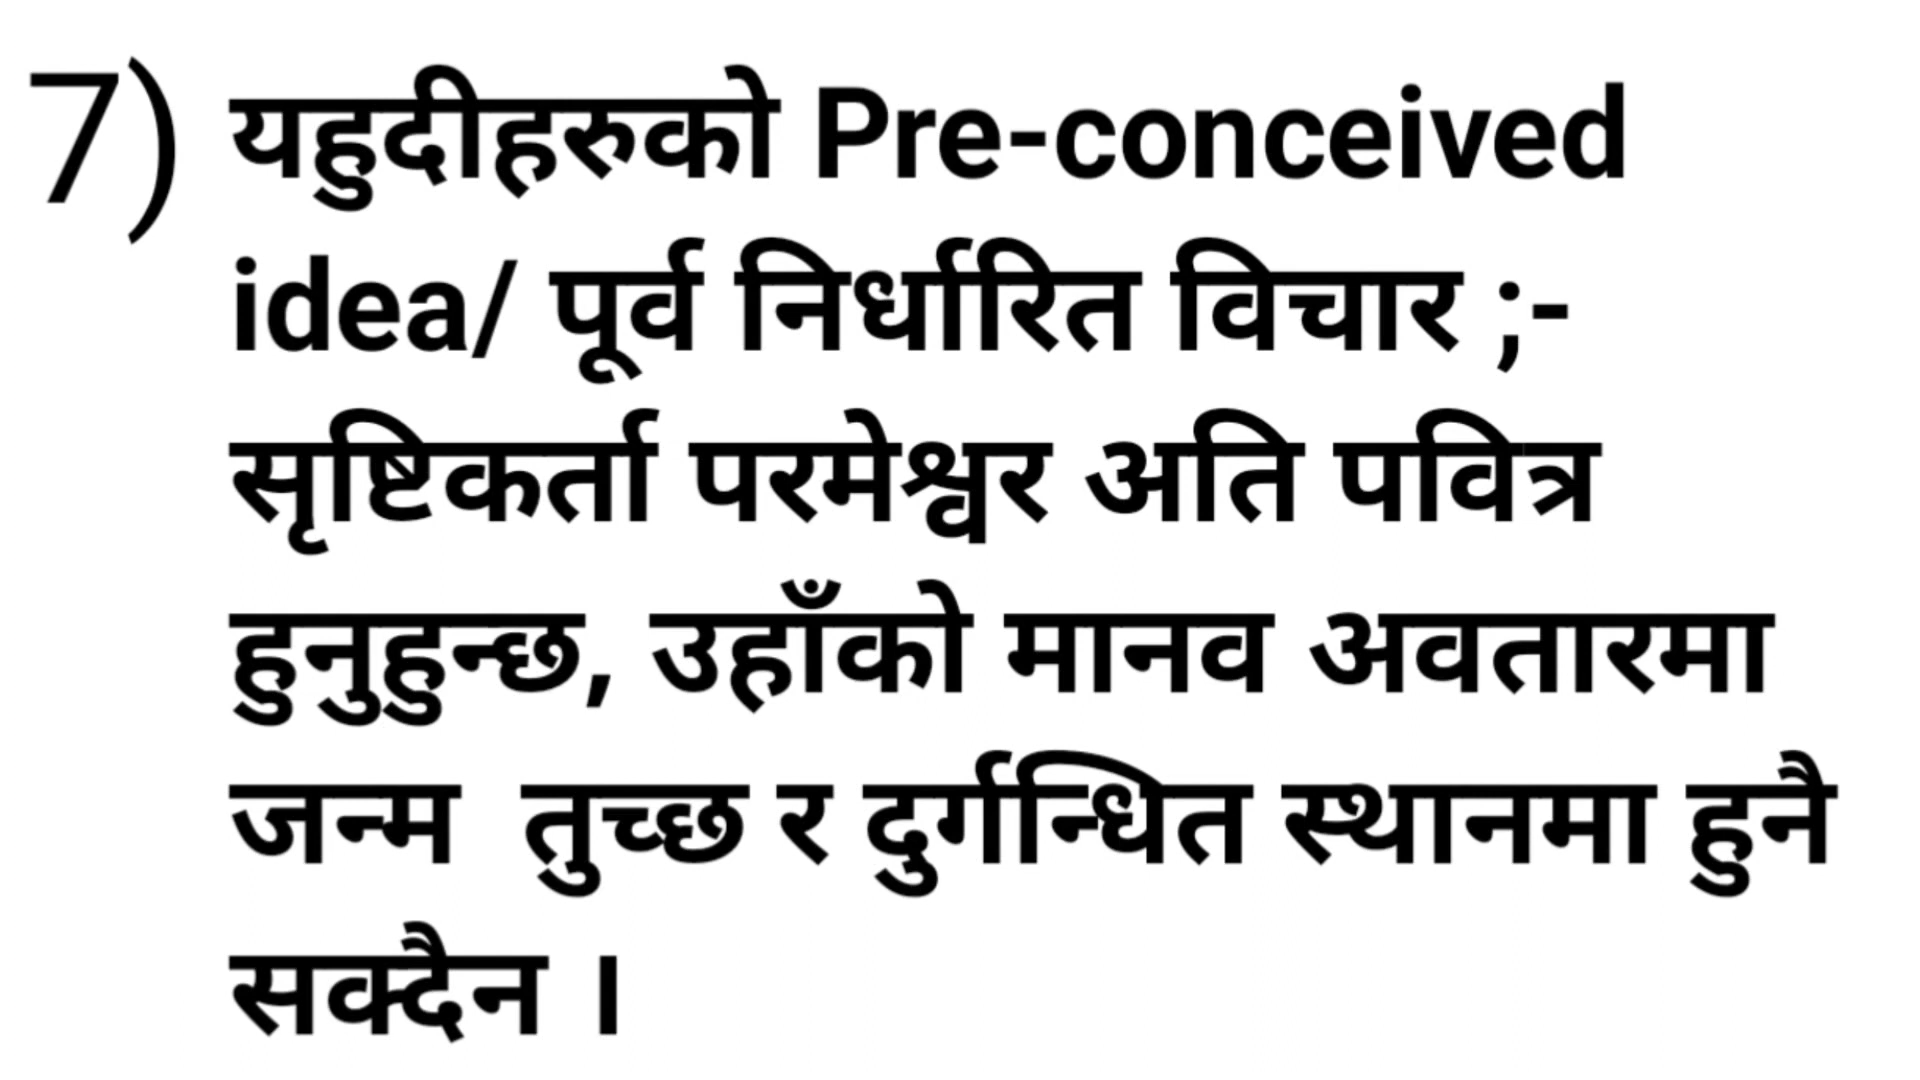 7) यहुदीहरुको Pre-conceived
idea/ पूर्व निर्धारित विचार ;-
सृष्टिकर्ता परमेश्वर अति पवित्र
हुनुहुन्छ, उहाँको मानव अवतारमा
जन्म  तुच्छ र दुर्गन्धित स्थानमा हुनै
सक्दैन ।